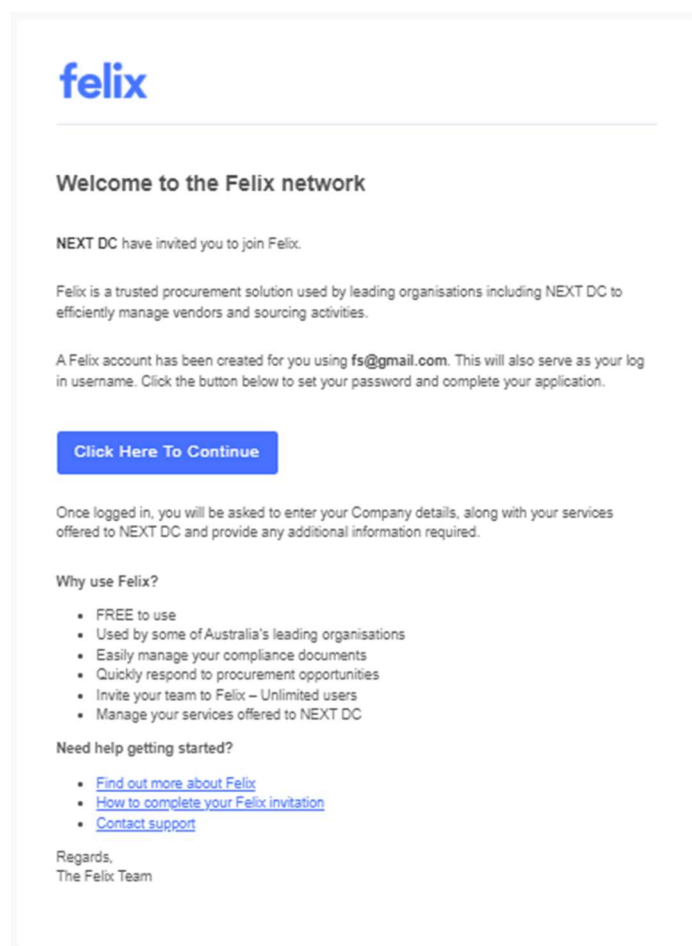 felix
Welcome to the Felix network
NEXT DC have invited you to join Felix.
Felix is a trusted procurement solution used by leading organisations including NEXT DC to
efficiently manage vendors and sourcing activities.
A Felix account has been created for you using fs@gmail.com. This will also serve as your log
in username. Click the button below to set your password and complete your application.
Click Here To Continue
Once logged in, you will be asked to enter your Company details, along with your services
offered to NEXT DC and provide any additional information required.
Why use Felix?
• FREE to use
• Used by some of Australia's leading organisations
• Easily manage your compliance documents
• Quickly respond to procurement opportunities
• Invite your team to Felix – Unlimited users
• Manage your services offered to NEXT DC
Need help getting started?
• Find out more about Felix
• How to complete your Felix invitation
• Contact support
Regards,
The Felix Team